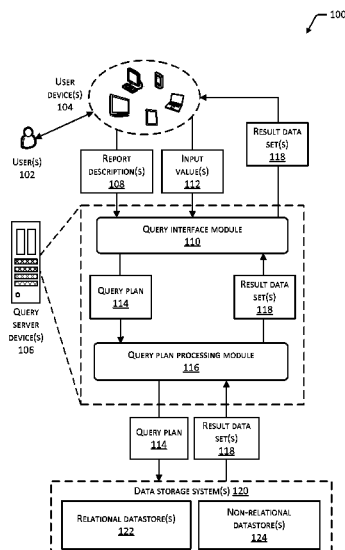 100
USER
DEVICE(S)
104
USER(S)
102
REPORT
DESCRIPTION(S)
108
INPUT
VALUE(S)
112
RESULT DATA
SET(S)
118
QUERY INTERFACE MODULE
110
QUERY PLAN
114
RESULT DATA
SET(S)
118
QUERY
SERVER
DEVICE(S)
106
QUERY PLAN PROCESSING MODULE
116
QUERY PLAN
114
RESULT DATA
SET(S)
118
DATA STORAGE SYSTEM(S) 120
RELATIONAL DATASTORE(S)
122
NON-RELATIONAL
DATASTORE(S)
124